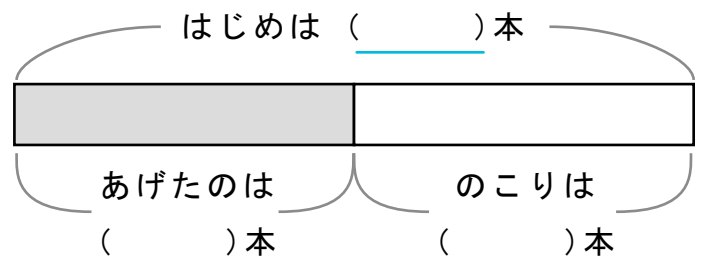 はじめは（　　　）本
あげたのは　のこりは
（　　　）本　（　　　）本